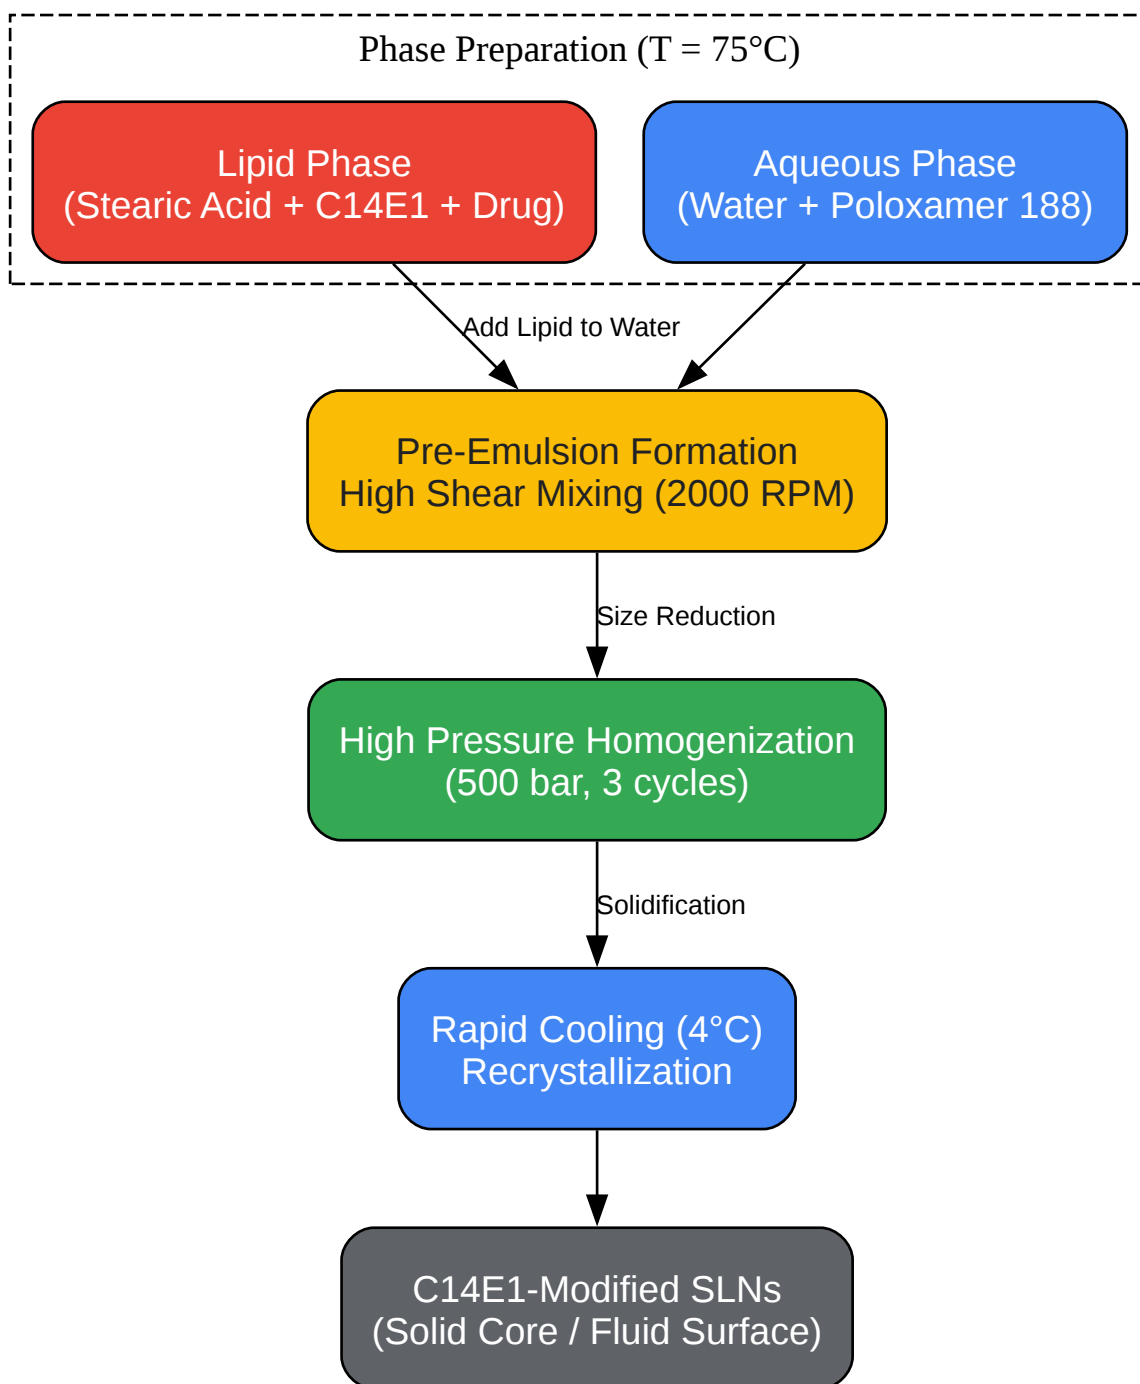 Phase Preparation (T = 75°C)
Lipid Phase
(Stearic Acid + C14E1 + Drug)
Aqueous Phase
(Water + Poloxamer 188)
Add Lipid to Water
Pre-Emulsion Formation
High Shear Mixing (2000 RPM)
Size Reduction
High Pressure Homogenization
(500 bar, 3 cycles)
Solidification
Rapid Cooling (4°C)
Recrystallization
C14E1-Modified SLNs
(Solid Core / Fluid Surface)